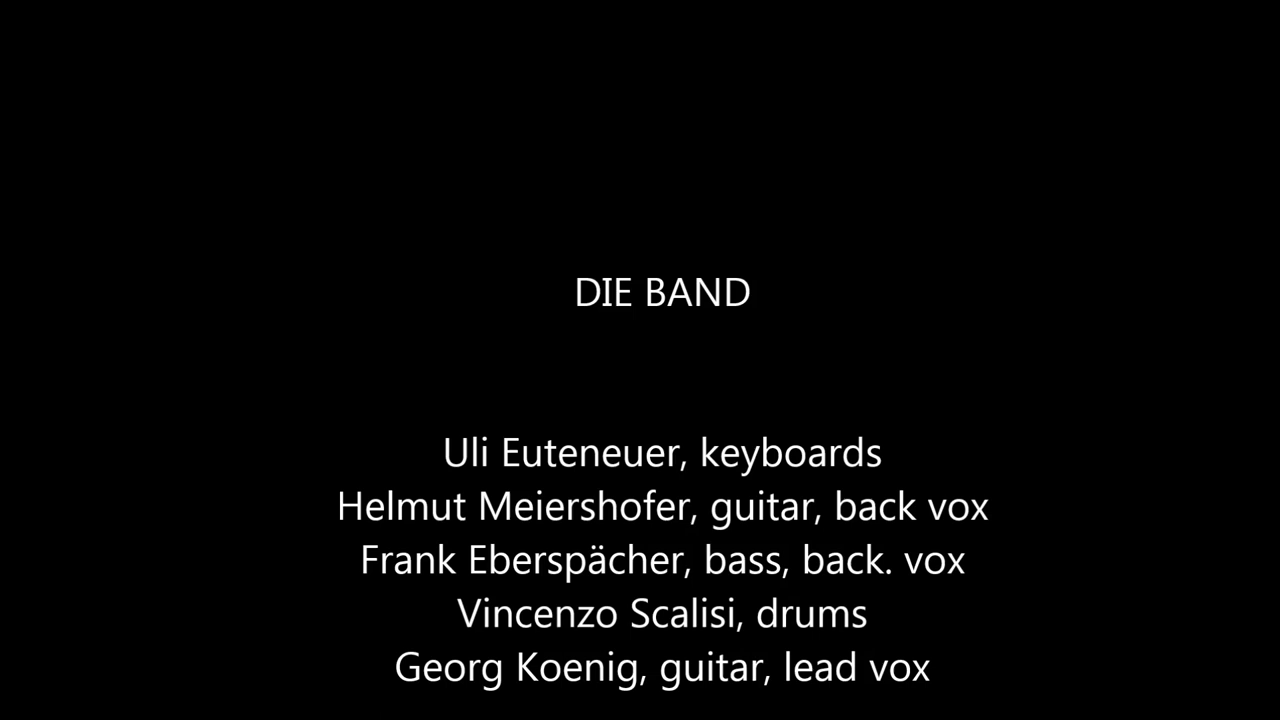 DIE BAND
Uli Euteneuer, keyboards
Helmut Meiershofer, guitar, back vox
Frank Eberspächer, bass, back. vox
Vincenzo Scalisi, drums
Georg Koenig, guitar, lead vox